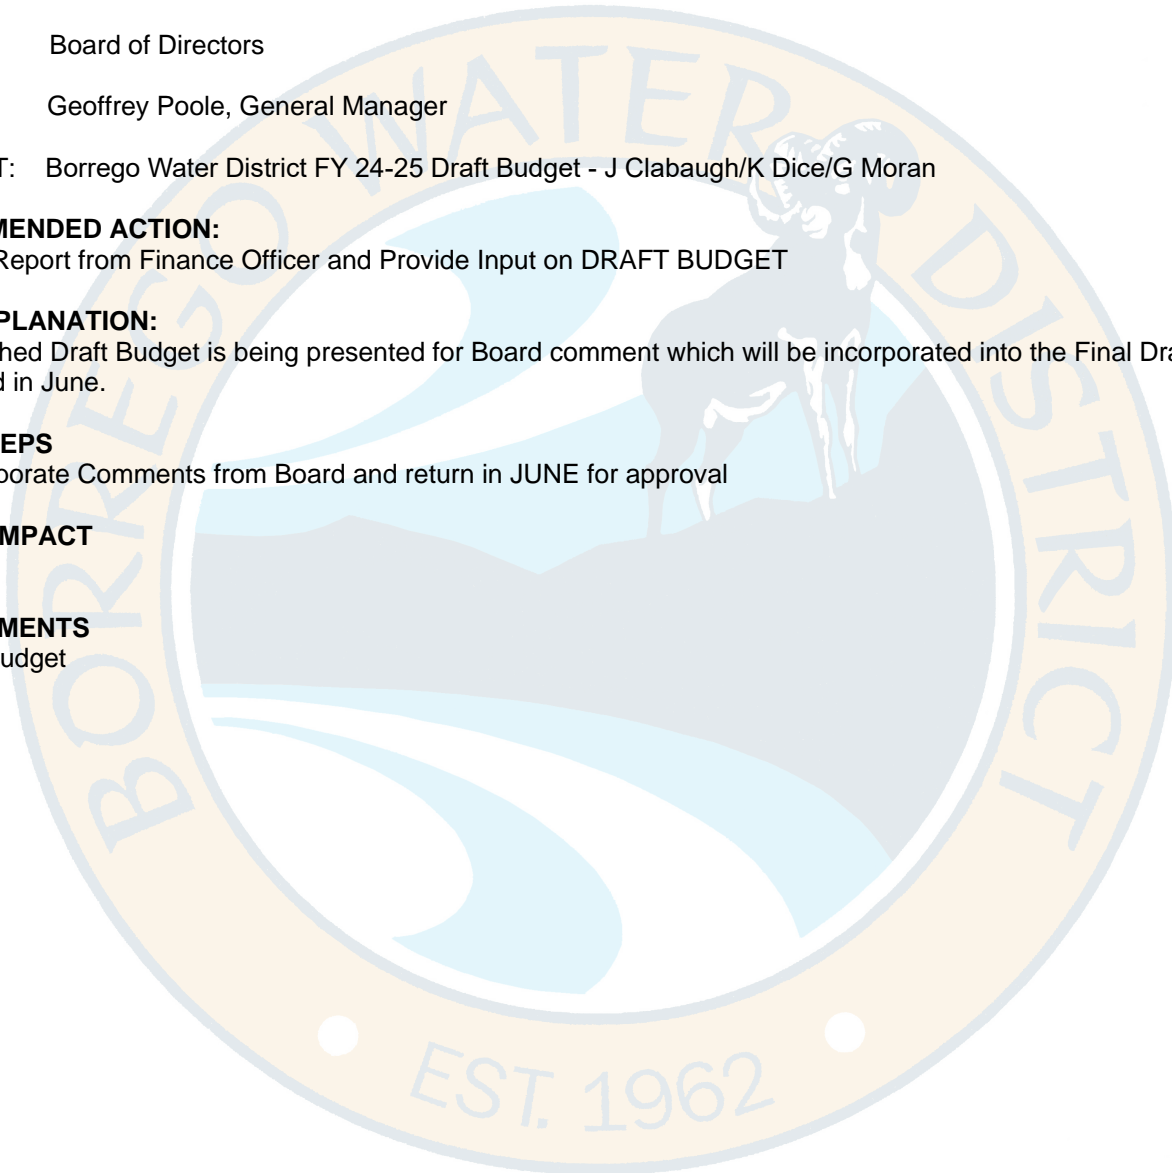 Board of Directors
Geoffrey Poole, General Manager
T: Borrego Water District FY 24-25 Draft Budget - J Clabaugh/K Dice/G Moran
MENDED ACTION:
Report from Finance Officer and Provide Input on DRAFT BUDGET
PLANATION:
hed Draft Budget is being presented for Board comment which will be incorporated into the Final Dra
d in June.
EPS
porate Comments from Board and return in JUNE for approval
MPACT
MENTS
udget
BORREGO WATER DISTRICT
EST. 1962